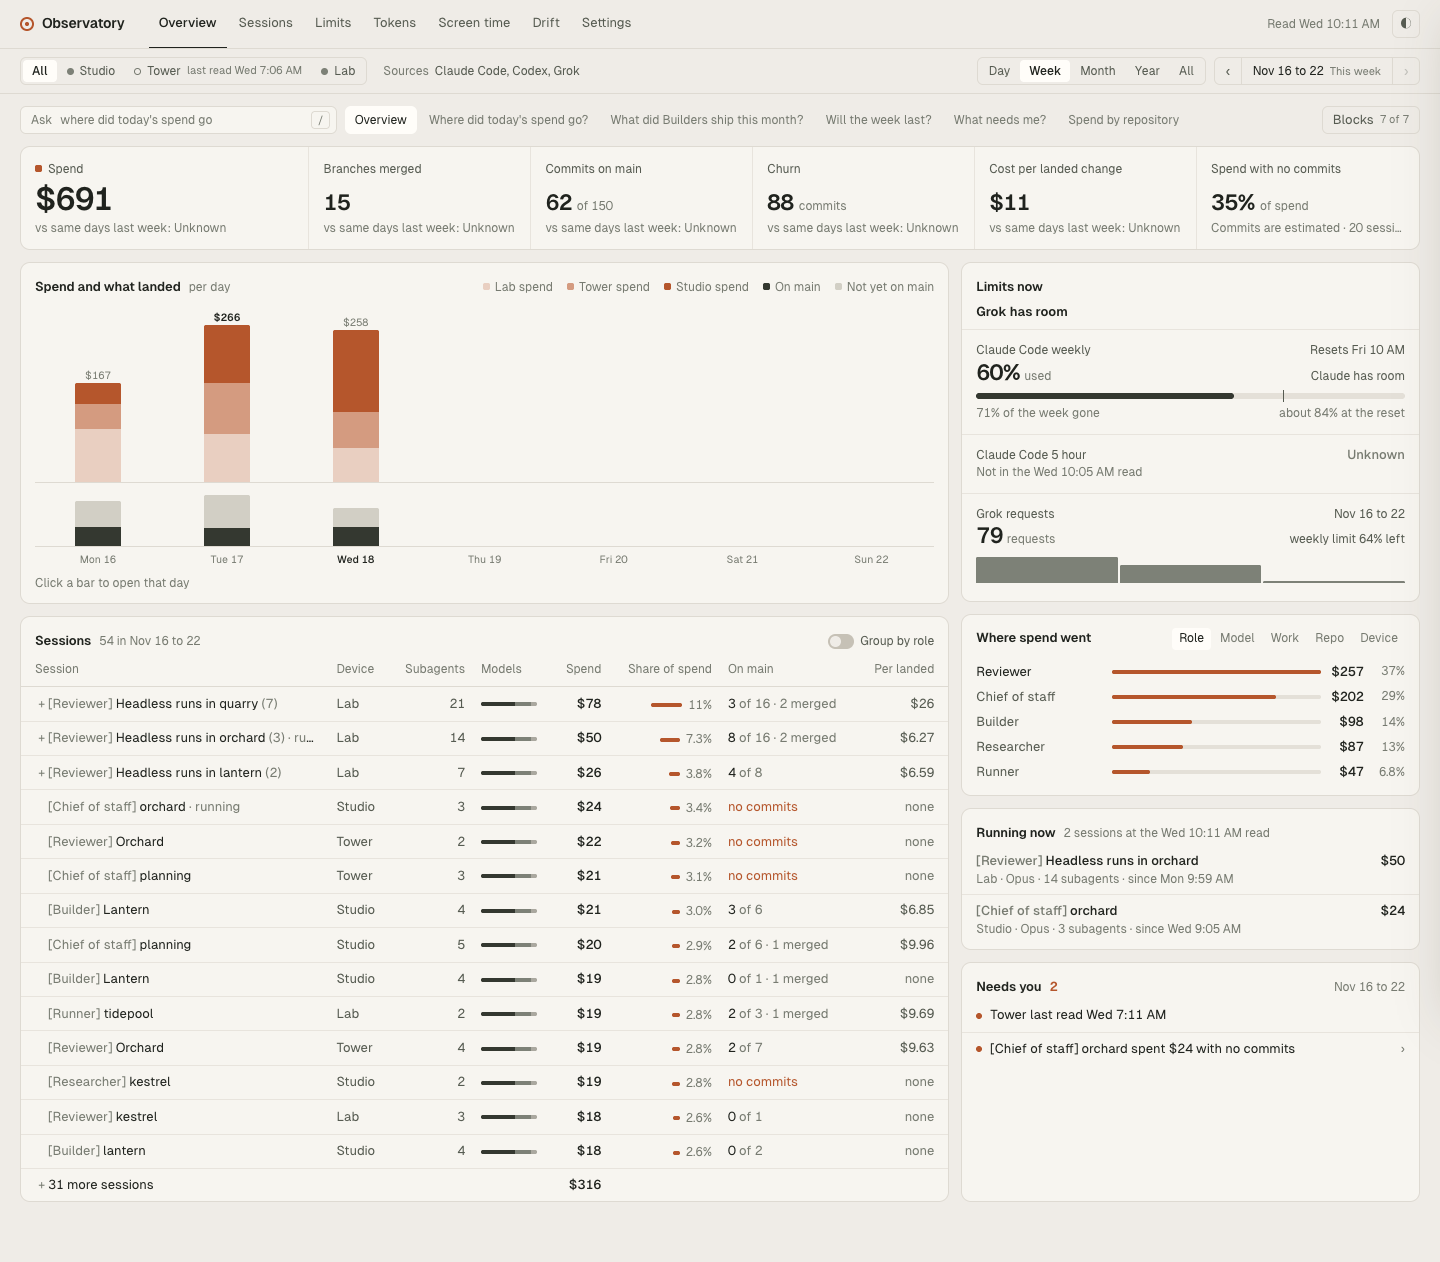 Observatory Overview Sessions Limits Tokens Screen time Drift Settings Read Wed 10:11 AM
All Studio Tower last read Wed 7:06 AM Lab Sources Claude Code, Codex, Grok Day Week Month Year All ‹ Nov 16 to 22 This week ›
Ask where did today's spend go / Overview Where did today's spend go? What did Builders ship this month? Will the week last? What needs me? Spend by repository Blocks 7 of 7
Spend Branches merged Commits on main Churn Cost per landed change Spend with no commits
$691 15 62 of 150 88 commits $11 35% of spend
vs same days last week: Unknown vs same days last week: Unknown vs same days last week: Unknown vs same days last week: Unknown vs same days last week: Unknown Commits are estimated · 20 sessi...
Spend and what landed per day Lab spend Tower spend Studio spend On main Not yet on main
$167 $266 $258
Mon 16 Tue 17 Wed 18 Thu 19 Fri 20 Sat 21 Sun 22
Click a bar to open that day
Limits now
Grok has room
Claude Code weekly Resets Fri 10 AM
60% used Claude has room
71% of the week gone about 84% at the reset
Claude Code 5 hour Unknown
Not in the Wed 10:05 AM read
Grok requests Nov 16 to 22
79 requests weekly limit 64% left
Sessions 54 in Nov 16 to 22 Group by role
Session Device Subagents Models Spend Share of spend On main Per landed
+ [Reviewer] Headless runs in quarry (7) Lab 21 $78 11% 3 of 16 · 2 merged $26
+ [Reviewer] Headless runs in orchard (3) · ru... Lab 14 $50 7.3% 8 of 16 · 2 merged $6.27
+ [Reviewer] Headless runs in lantern (2) Lab 7 $26 3.8% 4 of 8 $6.59
[Chief of staff] orchard · running Studio 3 $24 3.4% no commits none
[Reviewer] Orchard Tower 2 $22 3.2% no commits none
[Chief of staff] planning Tower 3 $21 3.1% no commits none
[Builder] Lantern Studio 4 $21 3.0% 3 of 6 $6.85
[Chief of staff] planning Studio 5 $20 2.9% 2 of 6 · 1 merged $9.96
[Builder] Lantern Studio 4 $19 2.8% 0 of 1 · 1 merged none
[Runner] tidepool Lab 2 $19 2.8% 2 of 3 · 1 merged $9.69
[Reviewer] Orchard Tower 4 $19 2.8% 2 of 7 $9.63
[Researcher] kestrel Studio 2 $19 2.8% no commits none
[Reviewer] kestrel Lab 3 $18 2.6% 0 of 1 none
[Builder] lantern Studio 4 $18 2.6% 0 of 2 none
+ 31 more sessions $316
Where spend went Role Model Work Repo Device
Reviewer $257 37%
Chief of staff $202 29%
Builder $98 14%
Researcher $87 13%
Runner $47 6.8%
Running now 2 sessions at the Wed 10:11 AM read
[Reviewer] Headless runs in orchard $50
Lab · Opus · 14 subagents · since Mon 9:59 AM
[Chief of staff] orchard $24
Studio · Opus · 3 subagents · since Wed 9:05 AM
Needs you 2 Nov 16 to 22
Tower last read Wed 7:11 AM
[Chief of staff] orchard spent $24 with no commits ›